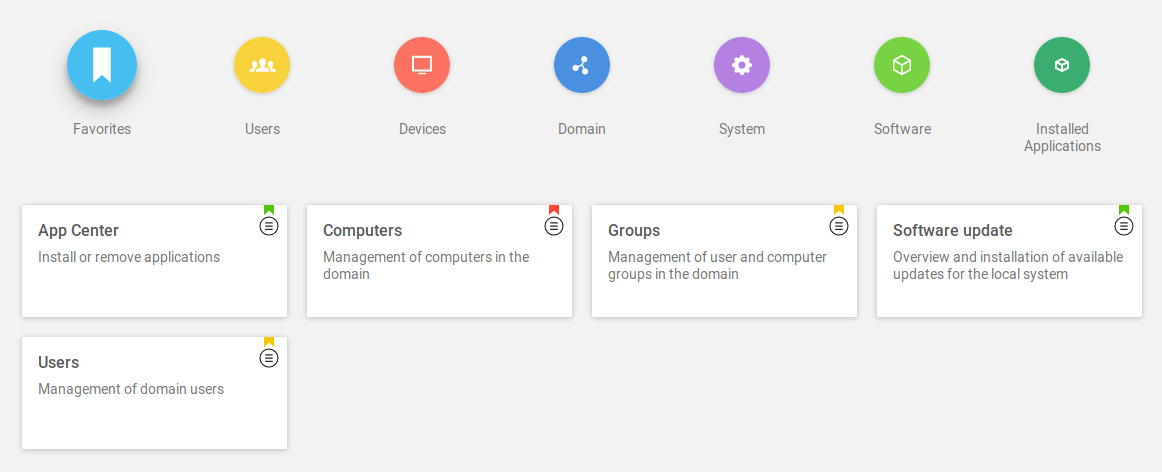 Favorites
Users
Devices
Domain
System
Software
Installed
Applications
App Center
Install or remove applications
Computers
Management of computers in the
domain
Groups
Management of user and computer
groups in the domain
Software update
Overview and installation of available
updates for the local system
Users
Management of domain users